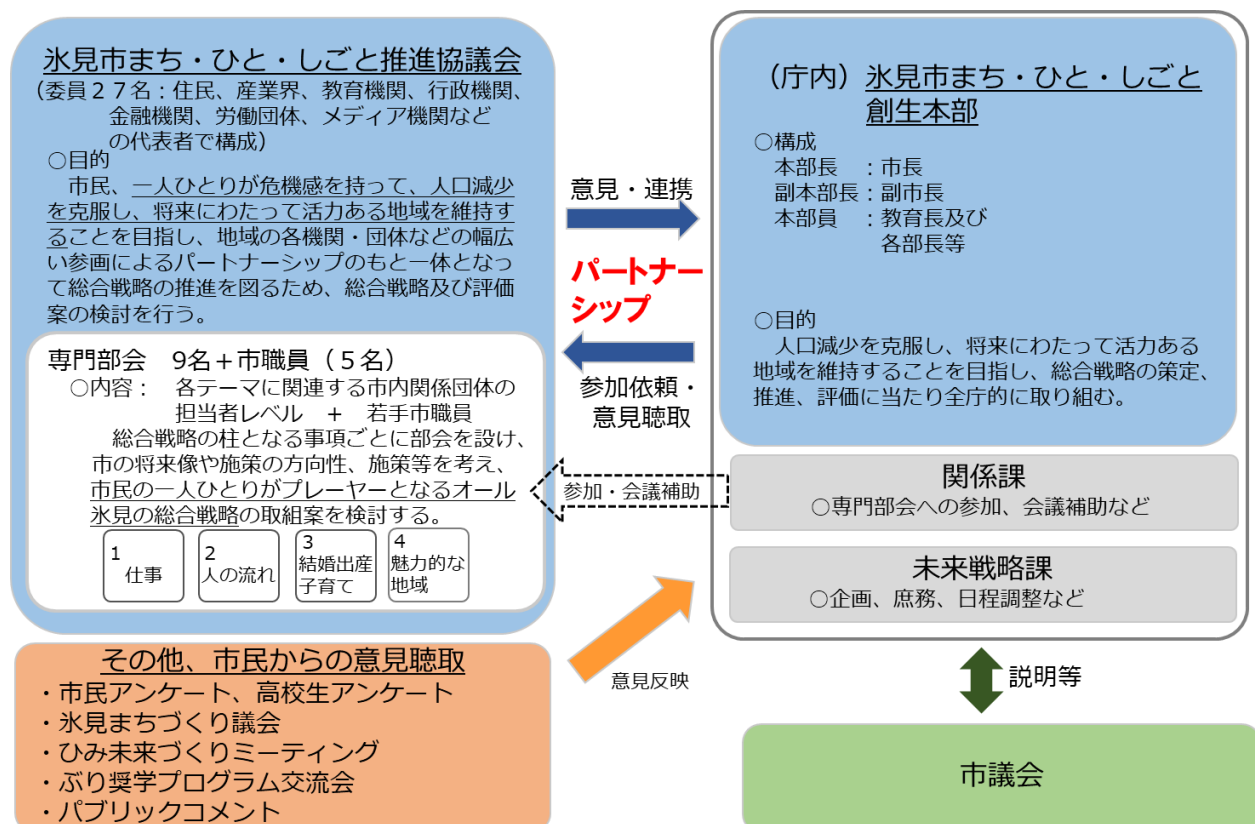 氷見市まち・ひと・しごと推進協議会
(委員２７名：住民、産業界、教育機関、行政機関、
金融機関、労働団体、メディア機関など
の代表者で構成)
○目的
市民、一人ひとりが危機感を持って、人口減少
を克服し、将来にわたって活力ある地域を維持す
ることを目指し、地域の各機関・団体などの幅広
い参画によるパートナーシップのもと一体となっ
て総合戦略の推進を図るため、総合戦略及び評価
案の検討を行う。
専門部会　9名＋市職員（５名）
○内容：　各テーマに関連する市内関係団体の
担当者レベル　＋　若手市職員
総合戦略の柱となる事項ごとに部会を設け、
市の将来像や施策の方向性、施策等を考え、
市民の一人ひとりがプレーヤーとなるオール
氷見の総合戦略の取組案を検討する。
1
仕事
2
人の流れ
3
結婚出産
子育て
4
魅力的な
地域
意見・連携
パートナー
シップ
参加依頼・
意見聴取
参加・会議補助
意見反映
（庁内）氷見市まち・ひと・しごと
創生本部
○構成
本部長　：市長
副本部長：副市長
本部員　：教育長及び
各部長等
○目的
人口減少を克服し、将来にわたって活力ある
地域を維持することを目指し、総合戦略の策定、
推進、評価に当たり全庁的に取り組む。
関係課
○専門部会への参加、会議補助など
未来戦略課
○企画、庶務、日程調整など
その他、市民からの意見聴取
・市民アンケート、高校生アンケート
・氷見まちづくり議会
・ひみ未来づくりミーティング
・ぶり奨学プログラム交流会
・パブリックコメント
説明等
市議会